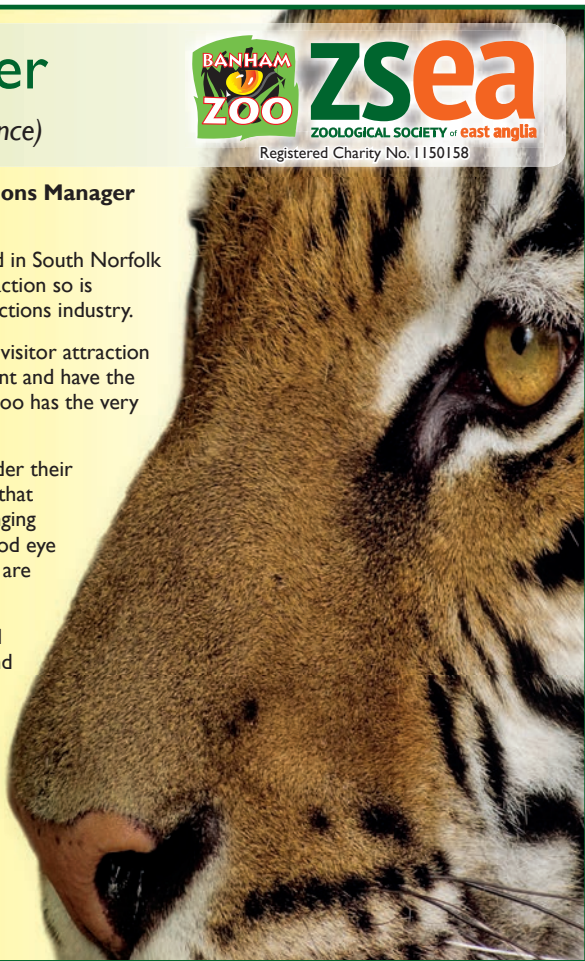 er
nce)
BANHAM
ZOO
zsea
ZOOLOGICAL SOCIETY of east anglia
Registered Charity No. 1150158
ons Manager
d in South Norfolk
action so is
ctions industry.
visitor attraction
nt and have the
oo has the very
der their
that
ging
od eye
are
l
nd